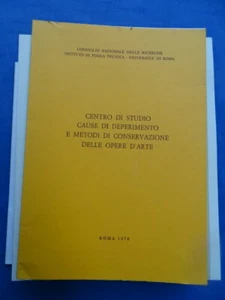 CONSIGLIO NAZIONALE DELLE RICERCHE
ISTITUTO DI FISICA TECNICA - UNIVERSITÀ DI ROMA
CENTRO DI STUDIO
CAUSE DI DEPERIMENTO
E METODI DI CONSERVAZIONE
DELLE OPERE D'ARTE
ROMA 1976